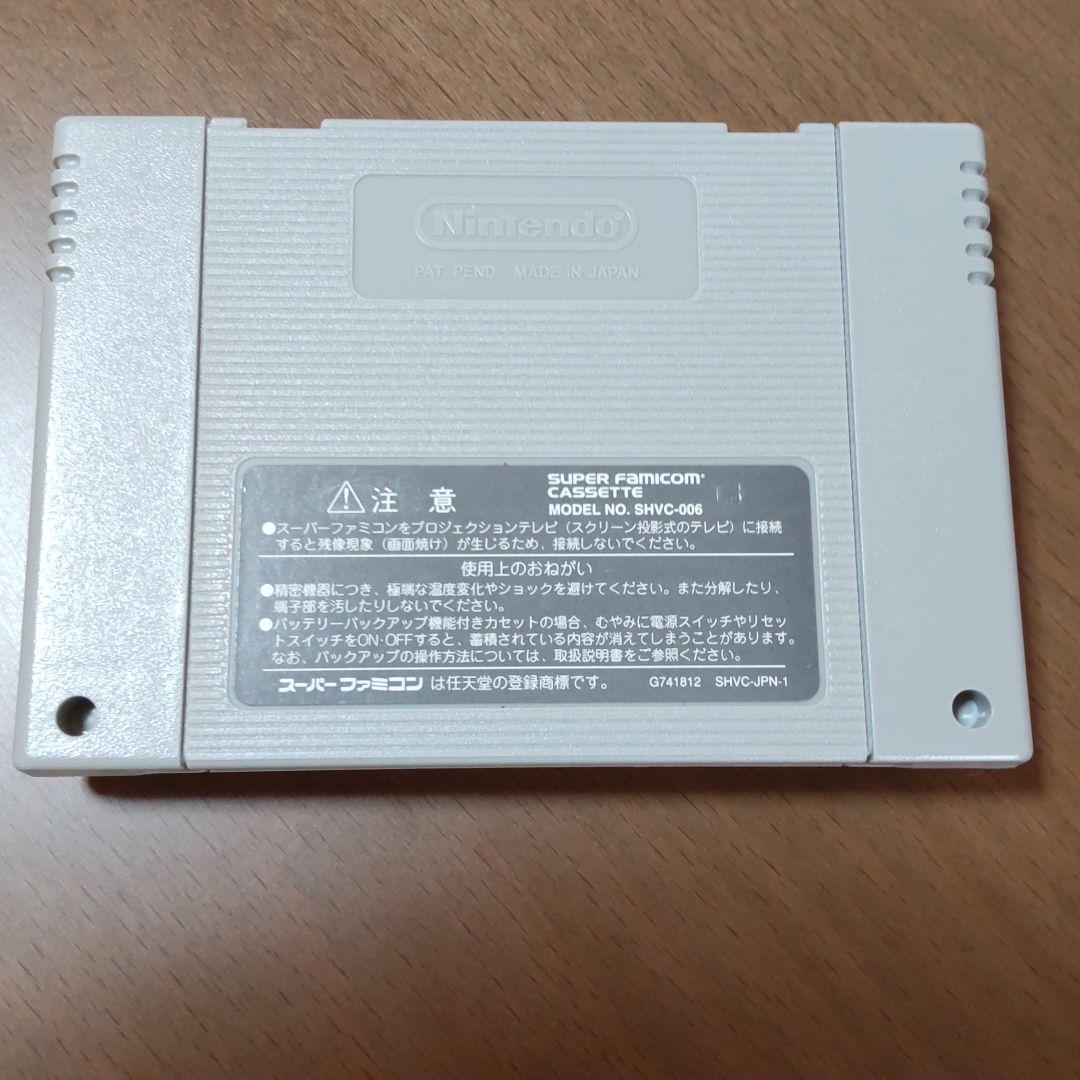 Nintendo®
PAT. PEND. MADE IN JAPAN
注意
SUPER FAMICOM®
CASSETTE
MODEL NO. SHVC-006
●スーパーファミコンをプロジェクションテレビ（スクリーン投影式のテレビ）に接続
すると残像現象（画面焼け）が生じるため、接続しないでください。
使用上のおねがい
●精密機器につき、極端な温度変化やショックを避けてください。また分解したり、
端子部を汚したりしないでください。
●バッテリーバックアップ機能付きカセットの場合、むやみに電源スイッチやリセッ
トスイッチをON·OFFすると、蓄積されている内容が消えてしまうことがあります。
なお、バックアップの操作方法については、取扱説明書をご参照ください。
スーパーファミコン は任天堂の登録商標です。 G741812 SHVC-JPN-1